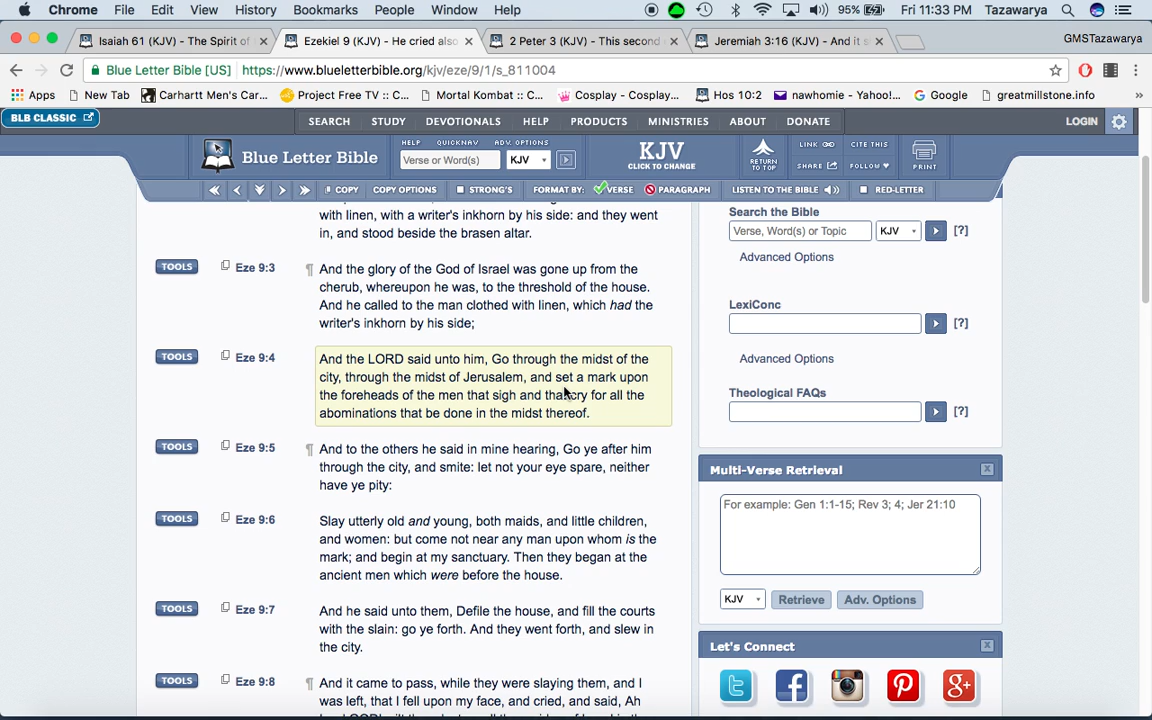 Chrome File Edit View History Bookmarks People Window Help 95% Fri 11:33 PM Tazawarya
Isaiah 61 (KJV) - The Spirit of Ezekiel 9 (KJV) - He cried also 2 Peter 3 (KJV) - This second Jeremiah 3:16 (KJV) - And it s GMSTazawarya
Blue Letter Bible [US] https://www.blueletterbible.org/kjv/eze/9/1/s_811004
Apps New Tab Carhartt Men's Car... Project Free TV :: C... Mortal Kombat :: C... Cosplay - Cosplay... Hos 10:2 nawhomie - Yahoo!... Google greatmillstone.info »
BLB CLASSIC SEARCH STUDY DEVOTIONALS HELP PRODUCTS MINISTRIES ABOUT DONATE LOGIN
HELP QUICKNAV ADV. OPTIONS
Blue Letter Bible Verse or Word(s) KJV KJV CLICK TO CHANGE RETURN TO TOP LINK CITE THIS SHARE FOLLOW PRINT
COPY COPY OPTIONS STRONG'S FORMAT BY: VERSE PARAGRAPH LISTEN TO THE BIBLE RED-LETTER
with linen, with a writer's inkhorn by his side: and they went
in, and stood beside the brasen altar.
TOOLS Eze 9:3 ¶ And the glory of the God of Israel was gone up from the
cherub, whereupon he was, to the threshold of the house.
And he called to the man clothed with linen, which had the
writer's inkhorn by his side;
TOOLS Eze 9:4 And the LORD said unto him, Go through the midst of the
city, through the midst of Jerusalem, and set a mark upon
the foreheads of the men that sigh and that cry for all the
abominations that be done in the midst thereof.
TOOLS Eze 9:5 ¶ And to the others he said in mine hearing, Go ye after him
through the city, and smite: let not your eye spare, neither
have ye pity:
TOOLS Eze 9:6 Slay utterly old and young, both maids, and little children,
and women: but come not near any man upon whom is the
mark; and begin at my sanctuary. Then they began at the
ancient men which were before the house.
TOOLS Eze 9:7 And he said unto them, Defile the house, and fill the courts
with the slain: go ye forth. And they went forth, and slew in
the city.
TOOLS Eze 9:8 ¶ And it came to pass, while they were slaying them, and I
was left, that I fell upon my face, and cried, and said, Ah
Search the Bible
Verse, Word(s) or Topic KJV [?]
Advanced Options
LexiConc
[?]
Advanced Options
Theological FAQs
[?]
Multi-Verse Retrieval
For example: Gen 1:1-15; Rev 3; 4; Jer 21:10
KJV Retrieve Adv. Options
Let's Connect